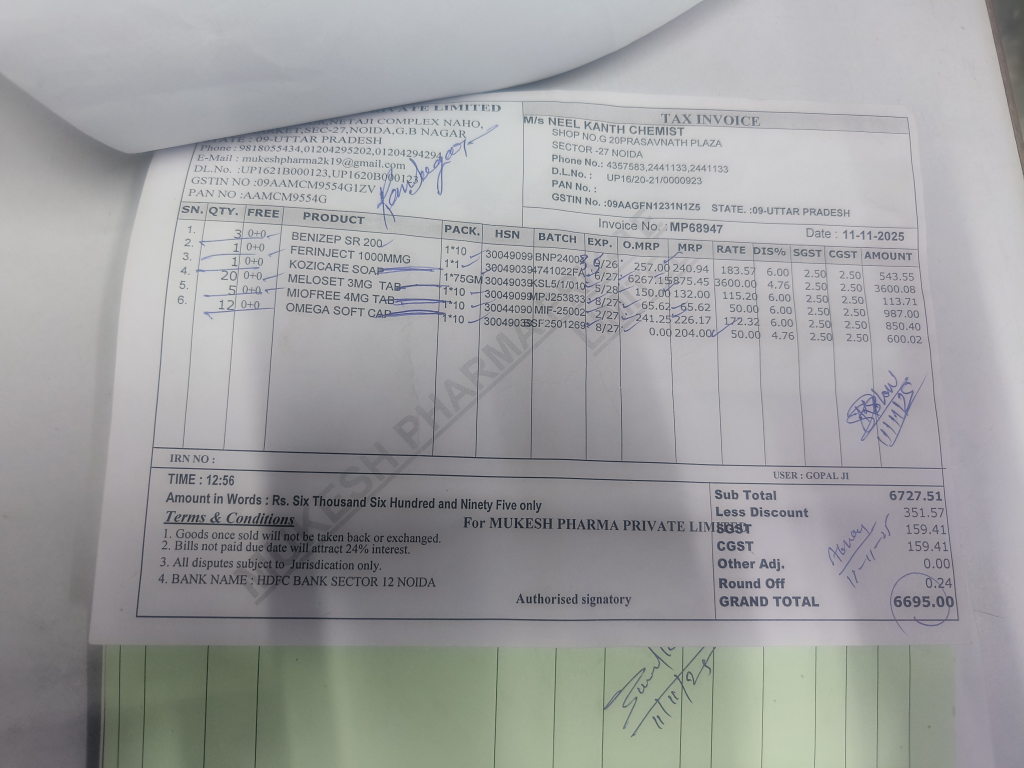 PRIVATE LIMITED
NETAJI COMPLEX NAHO,
SEC-27, NOIDA, G.B NAGAR
STATE : 09-UTTAR PRADESH
Phone : 9818055434,01204295202,0120429429
E-Mail : mukeshpharma2k19@gmail.com
DL.No. : UP1621B000123,UP1620B000123
GSTIN NO :09AAMCM9554G1ZV
PAN NO :AAMCM9554G
TAX INVOICE
M/s NEEL KANTH CHEMIST
SHOP NO.G 20PRASAVNATH PLAZA
SECTOR -27 NOIDA
Phone No.: 4357583,2441133,2441133
D.L.No. : UP16/20-21/0000923
PAN No. :
GSTIN No. :09AAGFN1231N1Z5 STATE. :09-UTTAR PRADESH
Invoice No.: MP68947 Date : 11-11-2025
SN. QTY. FREE PRODUCT PACK. HSN BATCH EXP. O.MRP MRP RATE DIS% SGST CGST AMOUNT
1. 3 0+0 BENIZEP SR 200 1*10 30049099 BNP24008 9/26 257.00 240.94 183.57 6.00 2.50 2.50 543.55
2. 1 0+0 FERINJECT 1000MMG 1*1 30049039 4741022FA 6/27 6267.15 5875.45 3600.00 4.76 2.50 2.50 3600.08
3. 1 0+0 KOZICARE SOAP 1*75GM 30049039 KSL5/1/010 5/28 150.00 132.00 115.20 6.00 2.50 2.50 113.71
4. 20 0+0 MELOSET 3MG TAB 1*10 30049099 MPJ253833 8/27 65.62 65.62 50.00 6.00 2.50 2.50 987.00
5. 5 0+0 MIOFREE 4MG TAB 1*10 30044090 MIF-25002 2/27 241.25 226.17 172.32 6.00 2.50 2.50 850.40
6. 12 0+0 OMEGA SOFT CAP 1*10 30049039 SSF2501269 8/27 0.00 204.00 50.00 4.76 2.50 2.50 600.02
11/11/25
IRN NO :
USER : GOPAL JI
TIME : 12:56
Amount in Words : Rs. Six Thousand Six Hundred and Ninety Five only
Terms & Conditions
For MUKESH PHARMA PRIVATE LIMITED
1. Goods once sold will not be taken back or exchanged.
2. Bills not paid due date will attract 24% interest.
3. All disputes subject to Jurisdication only.
4. BANK NAME : HDFC BANK SECTOR 12 NOIDA
Authorised signatory
Sub Total 6727.51
Less Discount 351.57
SGST 159.41
CGST 159.41
Other Adj. 0.00
Round Off 0.24
GRAND TOTAL 6695.00
11-11-25
MUKESH PHARMA
11/11/25